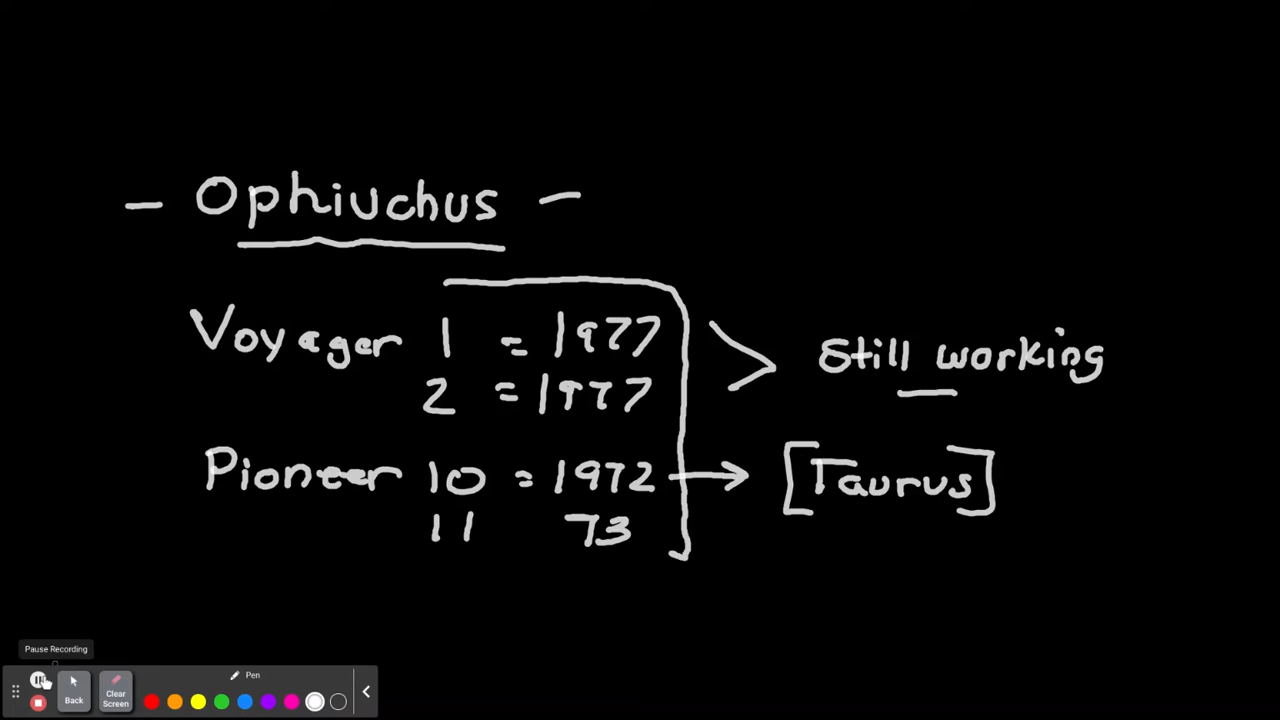 - Ophiuchus -
Voyager 1 = 1977
2 = 1977
> Still working
Pioneer 10 = 1972 → [Taurus]
11 73
Pause Recording
Back
Clear Screen
Pen